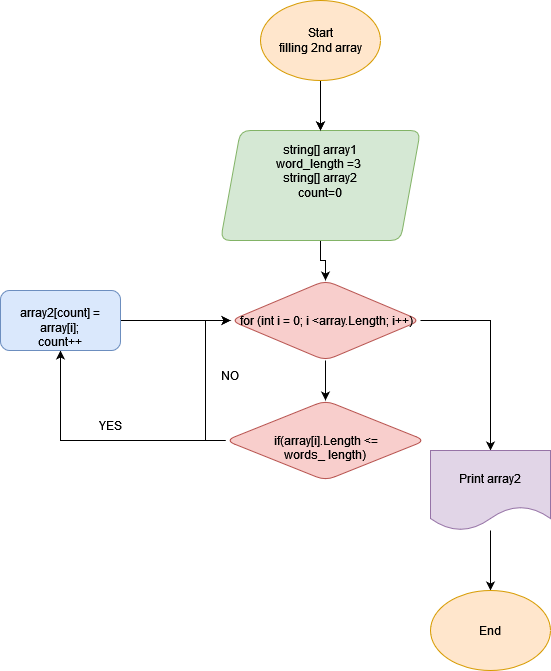 Start
filling 2nd array
string[] array1
word_length =3
string[] array2
count=0
array2[count] =
array[i];
count++
for (int i = 0; i <array.Length; i++)
NO
YES
if(array[i].Length <=
words_ length)
Print array2
End